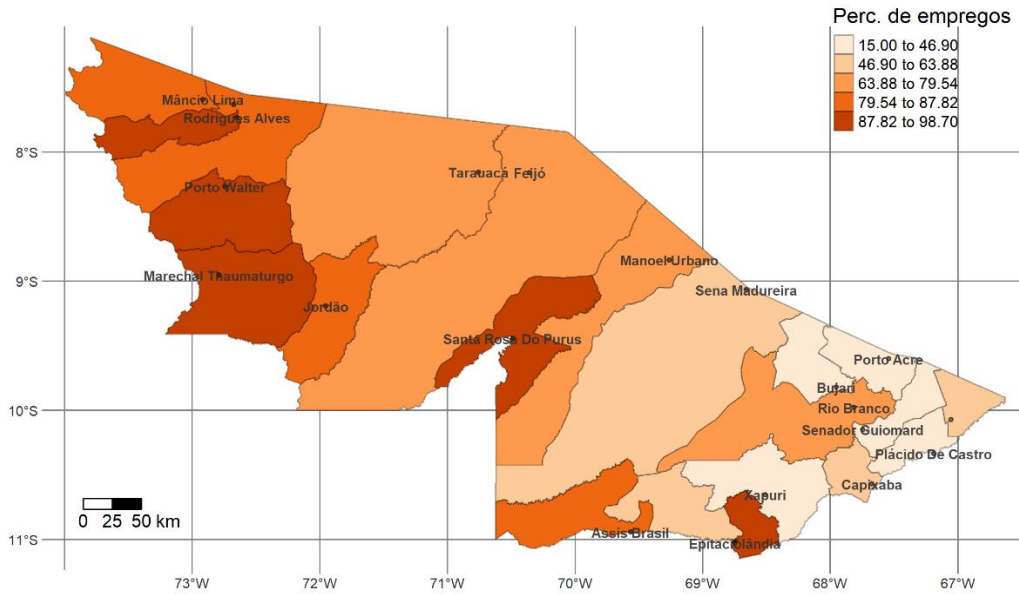 Perc. de empregos
15.00 to 46.90
46.90 to 63.88
63.88 to 79.54
79.54 to 87.82
87.82 to 98.70
Mâncio Lima
Rodrigues Alves
8°S
Tarauacá
Feijó
Porto Walter
Manoel Urbano
Marechal Thaumaturgo
9°S
Sena Madureira
Jordão
Santa Rosa Do Purus
Porto Acre
Bujari
10°S
Rio Branco
Senador Guiomard
Plácido De Castro
Capixaba
Xapuri
0 25 50 km
Assis Brasil
11°S
Epitaciolândia
73°W 72°W 71°W 70°W 69°W 68°W 67°W